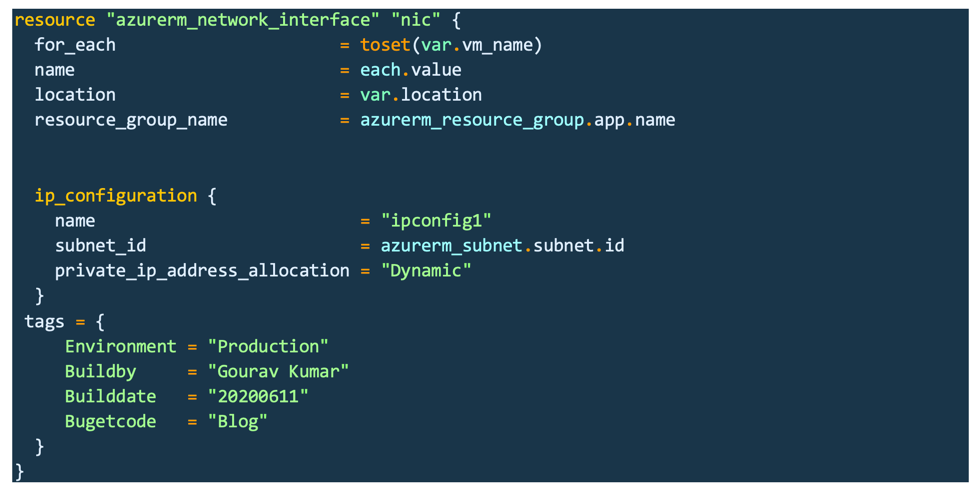 resource "azurerm_network_interface" "nic" {
  for_each                      = toset(var.vm_name)
  name                          = each.value
  location                      = var.location
  resource_group_name           = azurerm_resource_group.app.name
  ip_configuration {
    name                          = "ipconfig1"
    subnet_id                     = azurerm_subnet.subnet.id
    private_ip_address_allocation = "Dynamic"
  }
 tags = {
     Environment = "Production"
     Buildby     = "Gourav Kumar"
     Builddate   = "20200611"
     Bugetcode   = "Blog"
  }
}